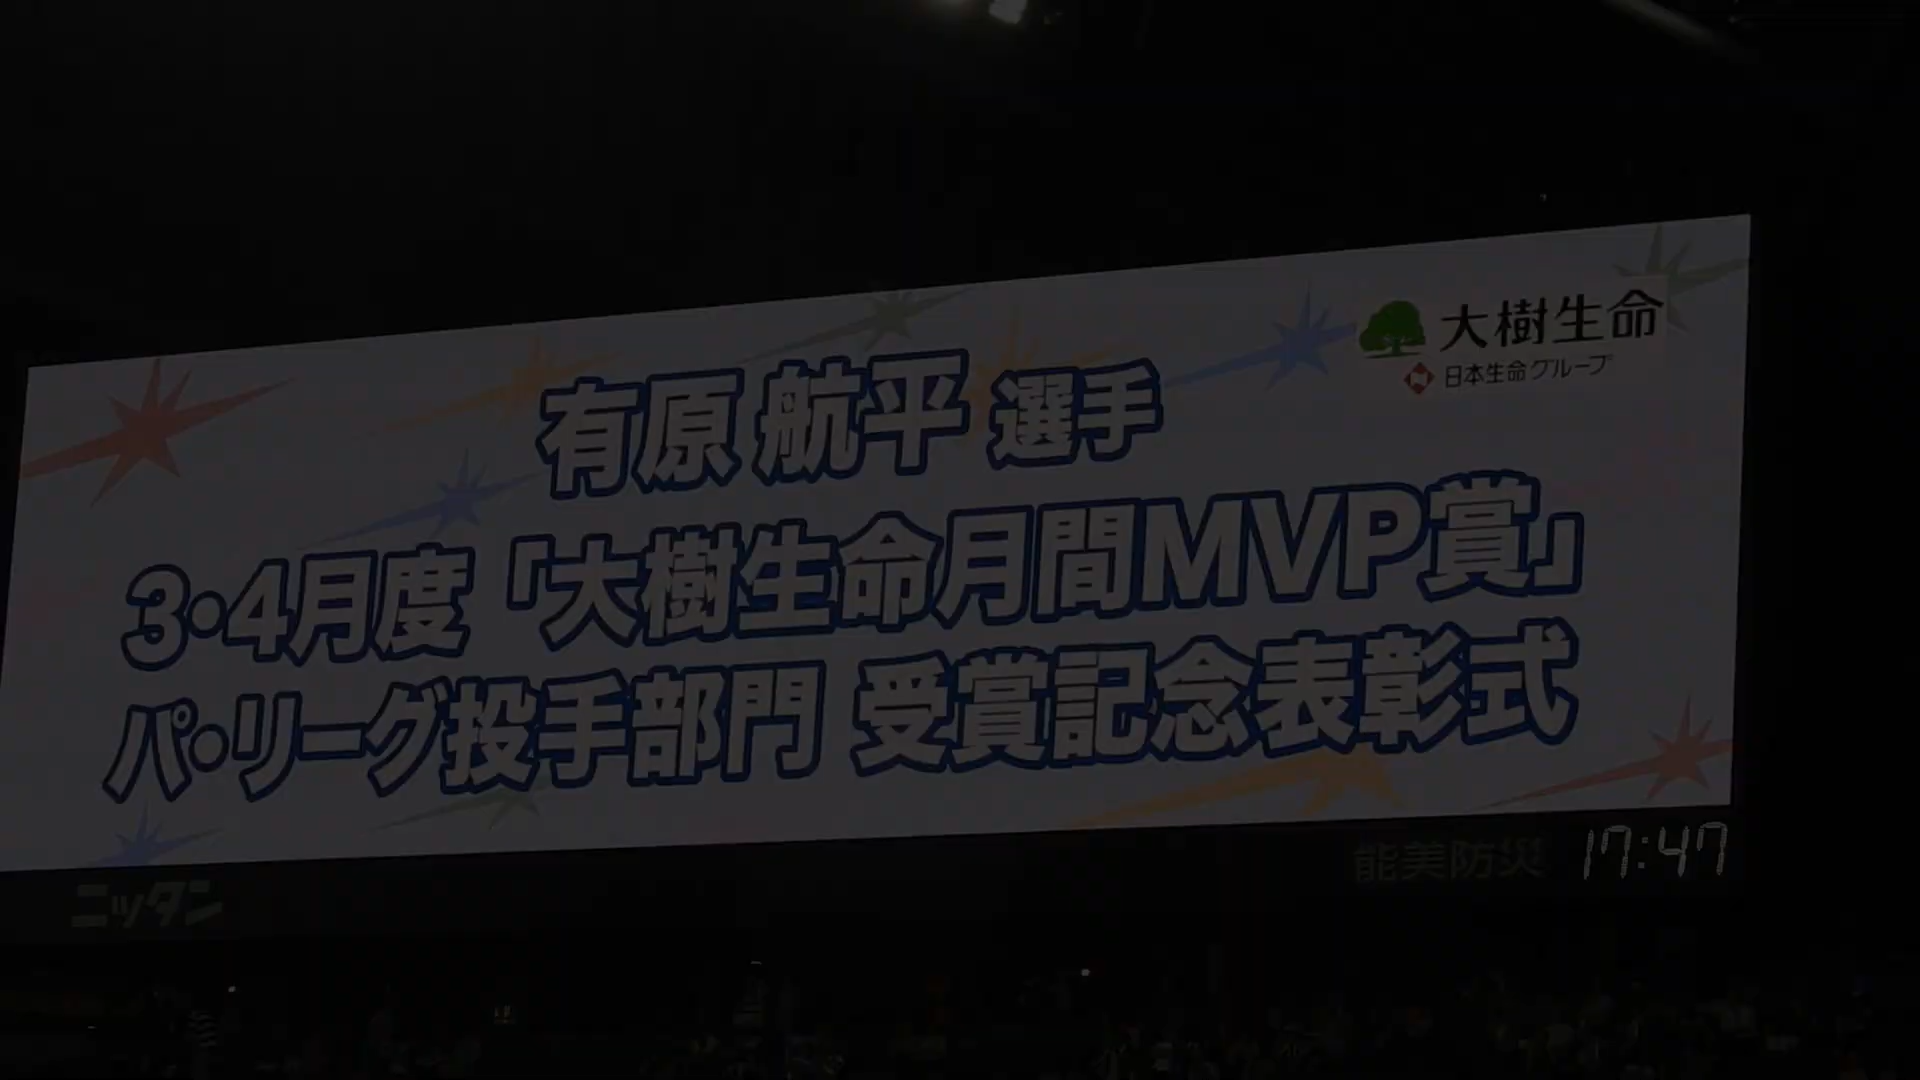 大樹生命
日本生命グループ
有原 航平 選手
3・4月度「大樹生命月間MVP賞」
パ・リーグ投手部門 受賞記念表彰式
能美防災 17:47
ニッタン